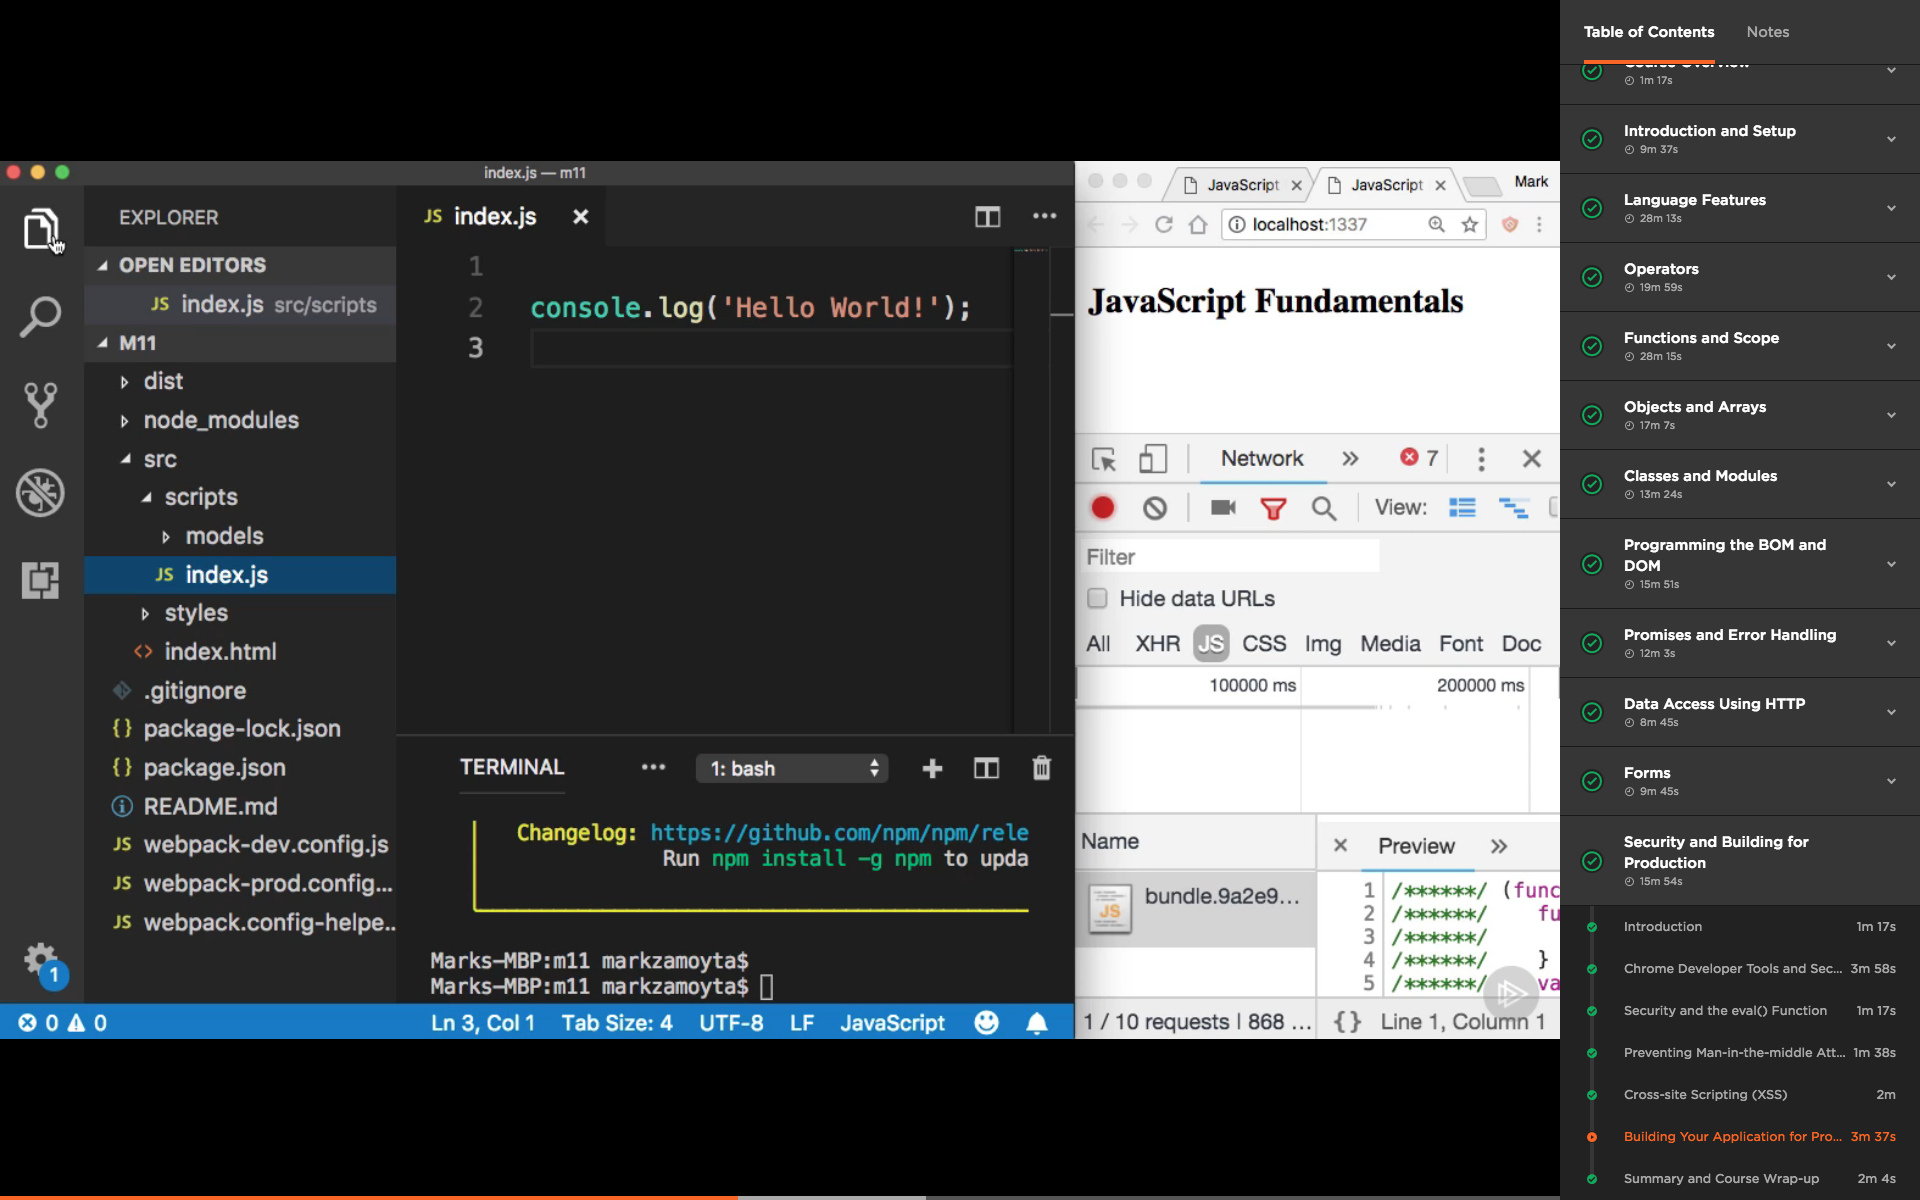 index.js — m11
EXPLORER
OPEN EDITORS
JS index.js src/scripts
M11
dist
node_modules
src
scripts
models
JS index.js
styles
<> index.html
.gitignore
{} package-lock.json
{} package.json
README.md
JS webpack-dev.config.js
JS webpack-prod.config...
JS webpack.config-helpe..
1
JS index.js
1
2 console.log('Hello World!');
3
TERMINAL
1: bash
Changelog: https://github.com/npm/npm/rele
Run npm install -g npm to upda
Marks-MBP:m11 markzamoyta$
Marks-MBP:m11 markzamoyta$
0 0
Ln 3, Col 1
Tab Size: 4
UTF-8
LF
JavaScript
JavaScript
JavaScript
Mark
localhost:1337
JavaScript Fundamentals
Network
7
View:
Filter
Hide data URLs
All XHR JS CSS Img Media Font Doc
100000 ms
200000 ms
Name
Preview
JS bundle.9a2e9...
1 /******/ (func
2 /******/ fu
3 /******/
4 /******/ }
5 /******/ va
1 / 10 requests | 868 ...
{} Line 1, Column 1
Table of Contents
Notes
Course Overview
1m 17s
Introduction and Setup
9m 37s
Language Features
28m 13s
Operators
19m 59s
Functions and Scope
28m 15s
Objects and Arrays
17m 7s
Classes and Modules
13m 24s
Programming the BOM and
DOM
15m 51s
Promises and Error Handling
12m 3s
Data Access Using HTTP
8m 45s
Forms
9m 45s
Security and Building for
Production
15m 54s
Introduction 1m 17s
Chrome Developer Tools and Sec... 3m 58s
Security and the eval() Function 1m 17s
Preventing Man-in-the-middle Att... 1m 38s
Cross-site Scripting (XSS) 2m
Building Your Application for Pro... 3m 37s
Summary and Course Wrap-up 2m 4s